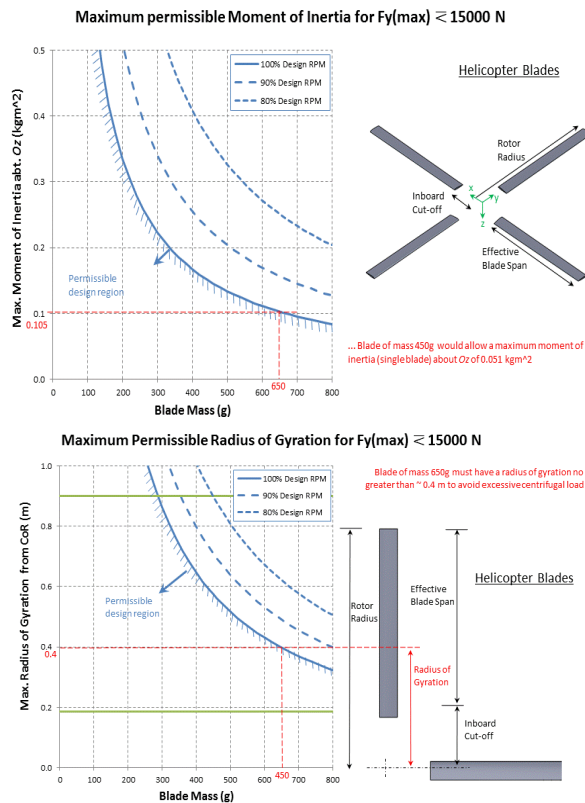 Maximum permissible Moment of Inertia for Fy(max) ≤ 15000 N
Max. Moment of Inertia abt. Oz (kgm^2)
0.5
0.4
0.3
0.2
0.1
0.105
0.0
100% Design RPM
90% Design RPM
80% Design RPM
Permissible
design region
650
0 100 200 300 400 500 600 700 800
Blade Mass (g)
Helicopter Blades
Rotor
Radius
Inboard
Cut-off
x
y
z
Effective
Blade Span
... Blade of mass 450g would allow a maximum moment of
inertia (single blade) about Oz of 0.051 kgm^2
Maximum Permissible Radius of Gyration for Fy(max) ≤ 15000 N
Max. Radius of Gyration from CoR (m)
1.0
0.8
0.6
0.4
0.4
0.2
0.0
100% Design RPM
90% Design RPM
80% Design RPM
Permissible
design region
450
0 100 200 300 400 500 600 700 800
Blade Mass (g)
Blade of mass 650g must have a radius of gyration no
greater than ~ 0.4 m to avoid excessive centrifugal load
Helicopter Blades
Rotor
Radius
Effective
Blade Span
Radius of
Gyration
Inboard
Cut-off